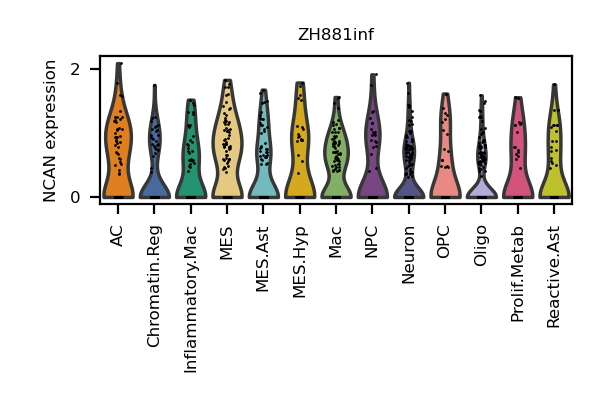 ZH881inf
NCAN expression
2
0
AC
Chromatin.Reg
Inflammatory.Mac
MES
MES.Ast
MES.Hyp
Mac
NPC
Neuron
OPC
Oligo
Prolif.Metab
Reactive.Ast